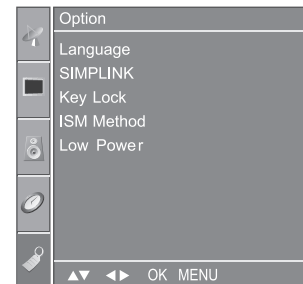 Option
Language
SIMPLINK
Key Lock
ISM Method
Low Power
▲▼ ◄► OK MENU